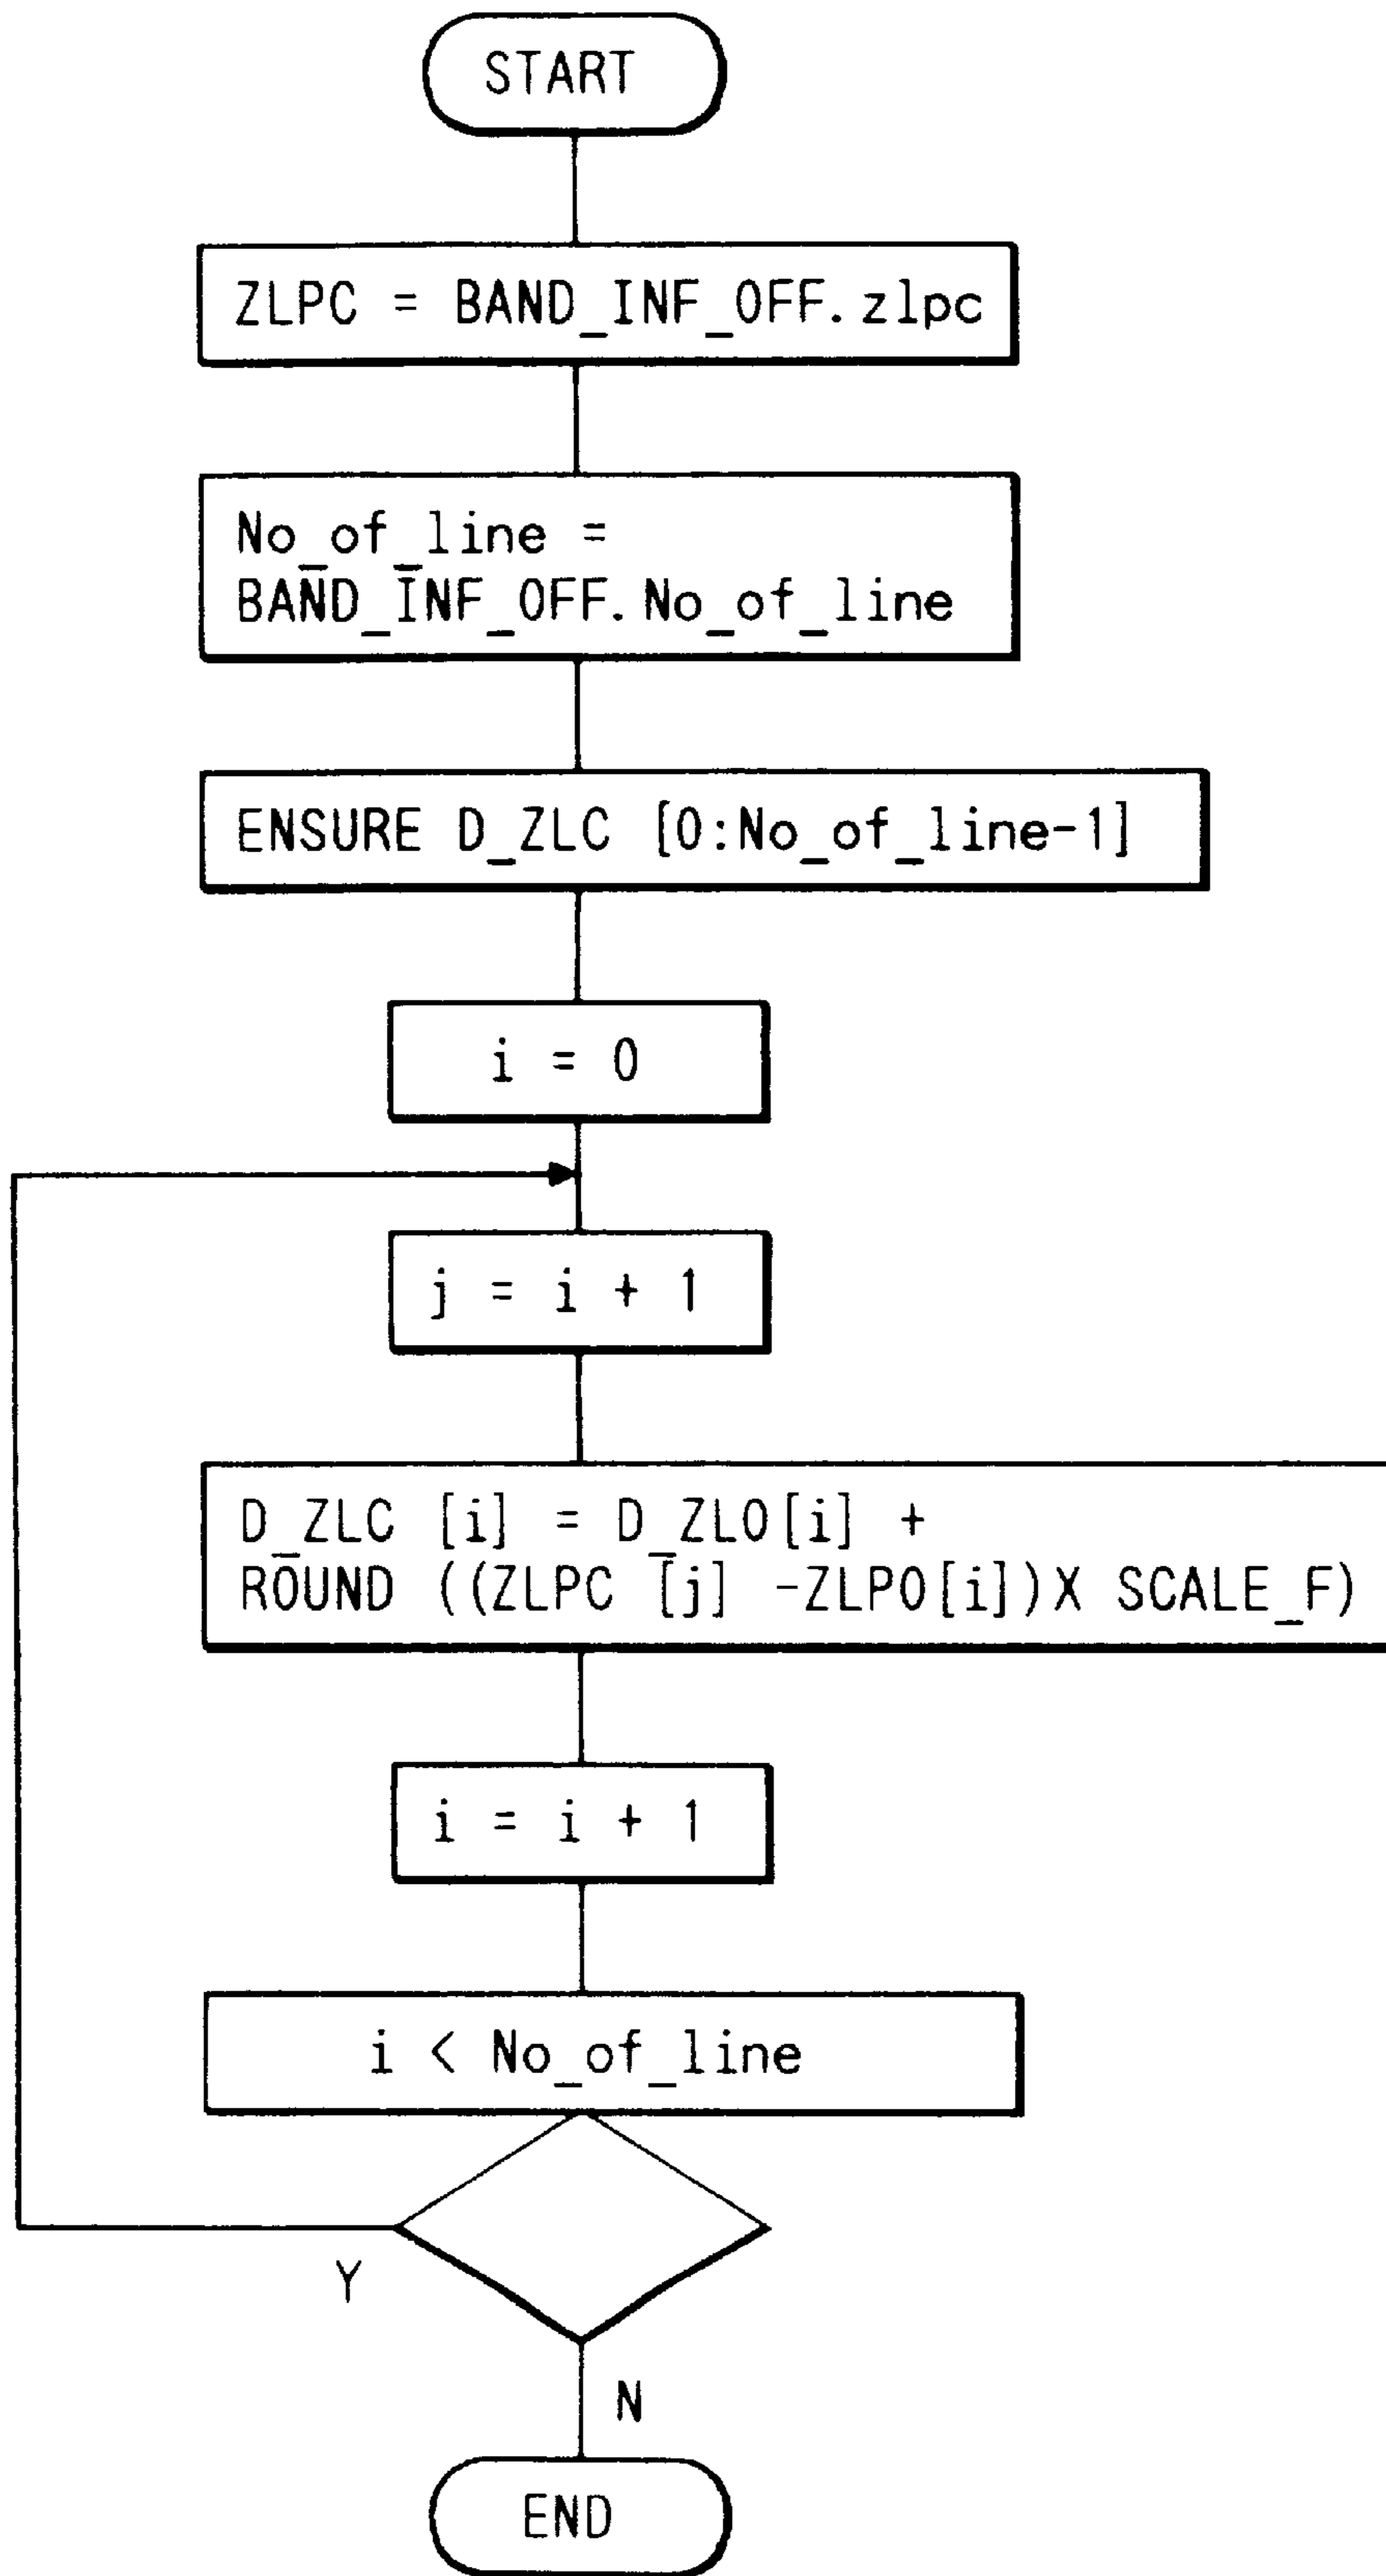 START
ZLPC = BAND_INF_OFF.zlpc
No_of_line =
BAND_INF_OFF.No_of_line
ENSURE D_ZLC [0:No_of_line-1]
i = 0
j = i + 1
D_ZLC [i] = D_ZLO[i] +
ROUND ((ZLPC [j] -ZLPO[i])X SCALE_F)
i = i + 1
i < No_of_line
Y
N
END